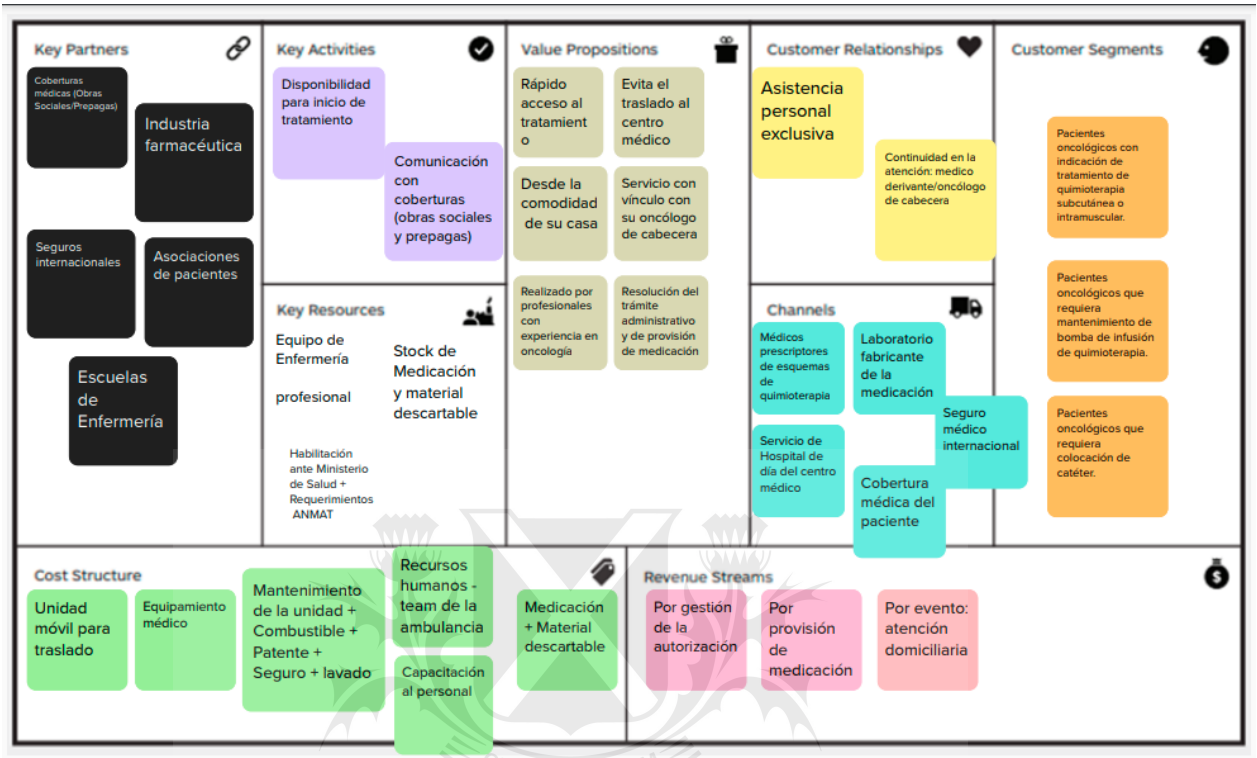 Key Partners
Coberturas
médicas (Obras
Sociales/Prepagas)
Industria
farmacéutica
Seguros
internacionales
Asociaciones
de pacientes
Escuelas
de
Enfermería
Key Activities
Disponibilidad
para inicio de
tratamiento
Comunicación
con
coberturas
(obras sociales
y prepagas)
Key Resources
Equipo de
Enfermería
profesional
Stock de
Medicación
y material
descartable
Habilitación
ante Ministerio
de Salud +
Requerimientos
ANMAT
Value Propositions
Rápido
acceso al
tratamient
o
Evita el
traslado al
centro
médico
Desde la
comodidad
de su casa
Servicio con
vínculo con
su oncólogo
de cabecera
Realizado por
profesionales
con
experiencia en
oncología
Resolución del
trámite
administrativo
y de provisión
de medicación
Customer Relationships
Asistencia
personal
exclusiva
Continuidad en la
atención: medico
derivante/oncólogo
de cabecera
Channels
Médicos
prescriptores
de esquemas
de
quimioterapia
Laboratorio
fabricante
de la
medicación
Seguro
médico
internacional
Servicio de
Hospital de
día del centro
médico
Cobertura
médica del
paciente
Customer Segments
Pacientes
oncológicos con
indicación de
tratamiento de
quimioterapia
subcutánea o
intramuscular.
Pacientes
oncológicos que
requiera
mantenimiento de
bomba de infusión
de quimioterapia.
Pacientes
oncológicos que
requiera
colocación de
catéter.
Cost Structure
Unidad
móvil para
traslado
Equipamiento
médico
Mantenimiento
de la unidad +
Combustible +
Patente +
Seguro + lavado
Recursos
humanos -
team de la
ambulancia
Capacitación
al personal
Medicación
+ Material
descartable
Revenue Streams
Por gestión
de la
autorización
Por
provisión
de
medicación
Por evento:
atención
domiciliaria
$